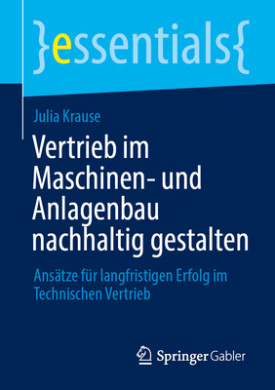 }essentials{
Julia Krause
Vertrieb im
Maschinen- und
Anlagenbau
nachhaltig gestalten
Ansätze für langfristigen Erfolg im
Technischen Vertrieb
Springer Gabler